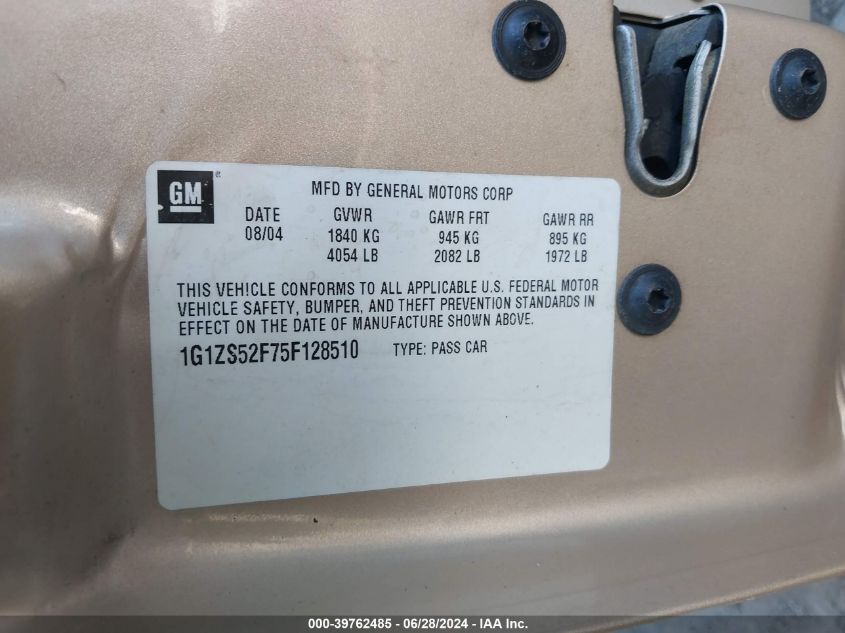 GM
MFD BY GENERAL MOTORS CORP
DATE GVWR GAWR FRT GAWR RR
08/04 1840 KG 945 KG 895 KG
4054 LB 2082 LB 1972 LB
THIS VEHICLE CONFORMS TO ALL APPLICABLE U.S. FEDERAL MOTOR
VEHICLE SAFETY, BUMPER, AND THEFT PREVENTION STANDARDS IN
EFFECT ON THE DATE OF MANUFACTURE SHOWN ABOVE.
1G1ZS52F75F128510 TYPE: PASS CAR
000-39762485 - 06/28/2024 - IAA Inc.